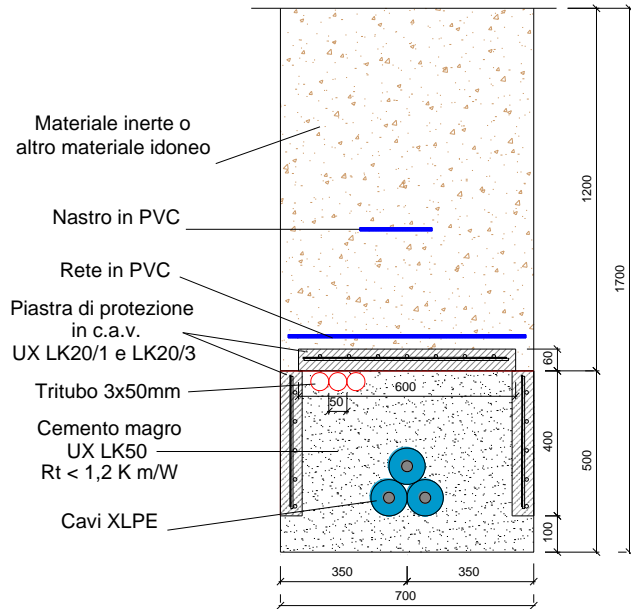 Materiale inerte o
altro materiale idoneo
Nastro in PVC
Rete in PVC
Piastra di protezione
in c.a.v.
UX LK20/1 e LK20/3
Tritubo 3x50mm
Cemento magro
UX LK50
Rt < 1,2 K m/W
Cavi XLPE
1200
1700
60
600
50
400
500
100
350
350
700